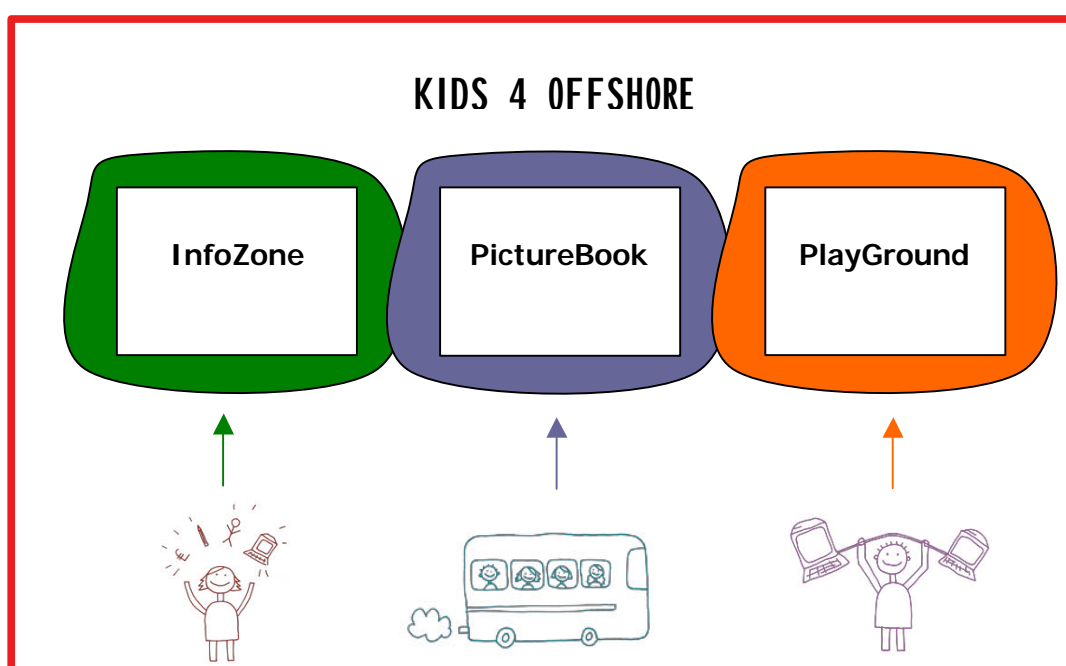 KIDS 4 OFFSHORE
InfoZone
PictureBook
PlayGround
€